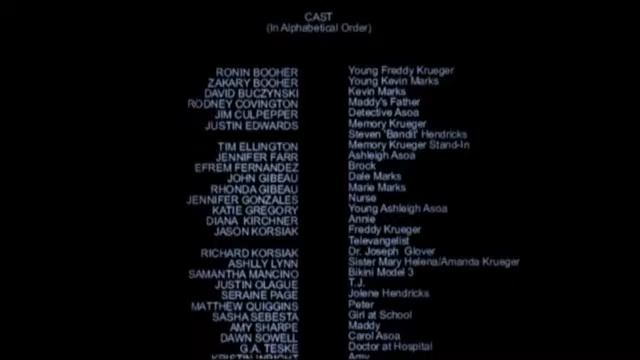 CAST
(In Alphabetical Order)
RONIN BOOHER Young Freddy Krueger
ZAKARY BOOHER Young Kevin Marks
DAVID BUCZYNSKI Kevin Marks
RODNEY COVINGTON Maddy's Father
JIM CULPEPPER Detective Asoa
JUSTIN EDWARDS Memory Krueger
Steven 'Bandit' Hendricks
TIM ELLINGTON Memory Krueger Stand-In
JENNIFER FARR Ashleigh Asoa
EFREM FERNANDEZ Brock
JOHN GIBEAU Dale Marks
RHONDA GIBEAU Marie Marks
JENNIFER GONZALES Nurse
KATIE GREGORY Young Ashleigh Asoa
DIANA KIRCHNER Annie
JASON KORSIAK Freddy Krueger
Televangelist
RICHARD KORSIAK Dr. Joseph Glover
ASHLLY LYNN Sister Mary Helena/Amanda Krueger
SAMANTHA MANCINO Bikini Model 3
JUSTIN OLAGUE T.J.
SERAINE PAGE Jolene Hendricks
MATTHEW QUIGGINS Peter
SASHA SEBESTA Girl at School
AMY SHARPE Maddy
DAWN SOWELL Carol Asoa
G.A. TESKE Doctor at Hospital
KRISTIN WRIGHT Amy